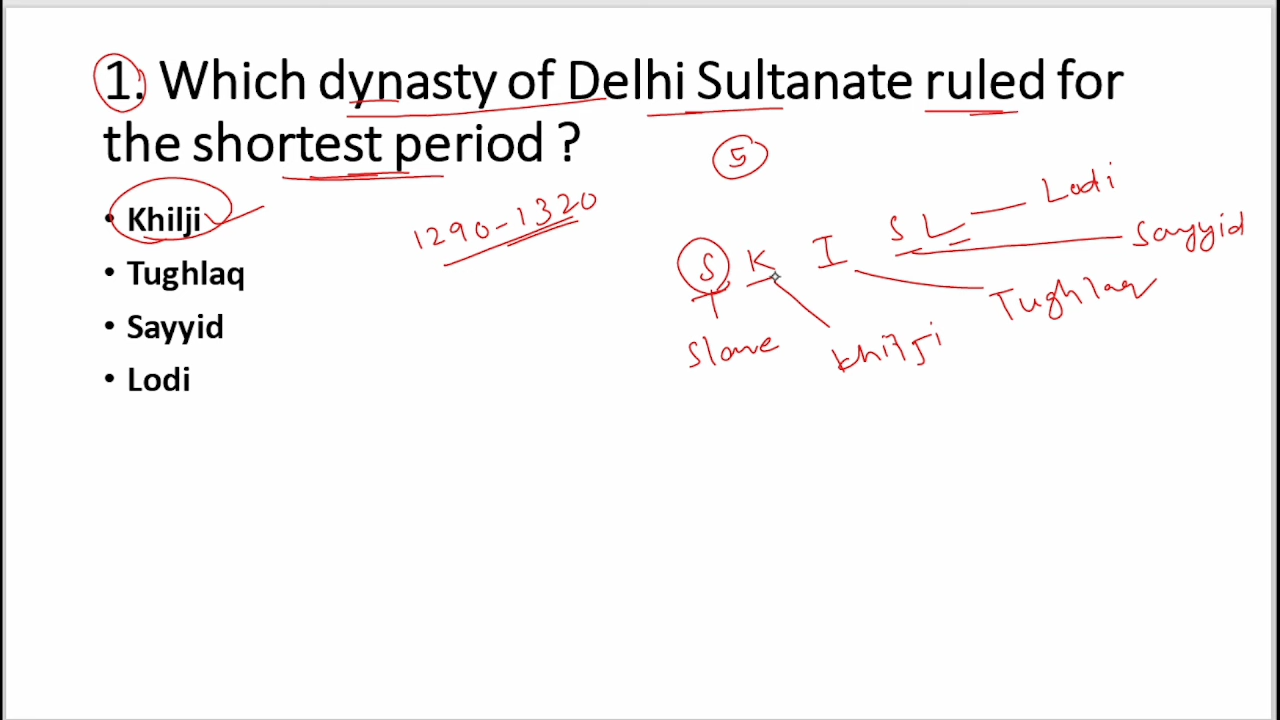 1. Which dynasty of Delhi Sultanate ruled for
the shortest period ?
5
• Khilji
1290-1320
• Tughlaq
• Sayyid
• Lodi
S K I S L
Lodi
Sayyid
Tughlaq
Slave
khilji